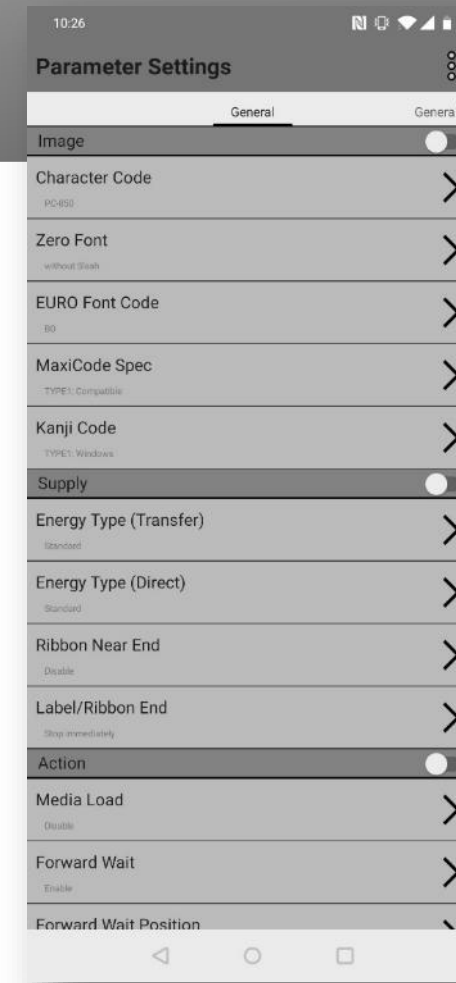 10:26
Parameter Settings
General Genera
Image
Character Code
PC-850
Zero Font
without Slash
EURO Font Code
B0
MaxiCode Spec
TYPE1: Compatible
Kanji Code
TYPE1: Windows
Supply
Energy Type (Transfer)
Standard
Energy Type (Direct)
Standard
Ribbon Near End
Disable
Label/Ribbon End
Stop immediately
Action
Media Load
Disable
Forward Wait
Enable
Forward Wait Position